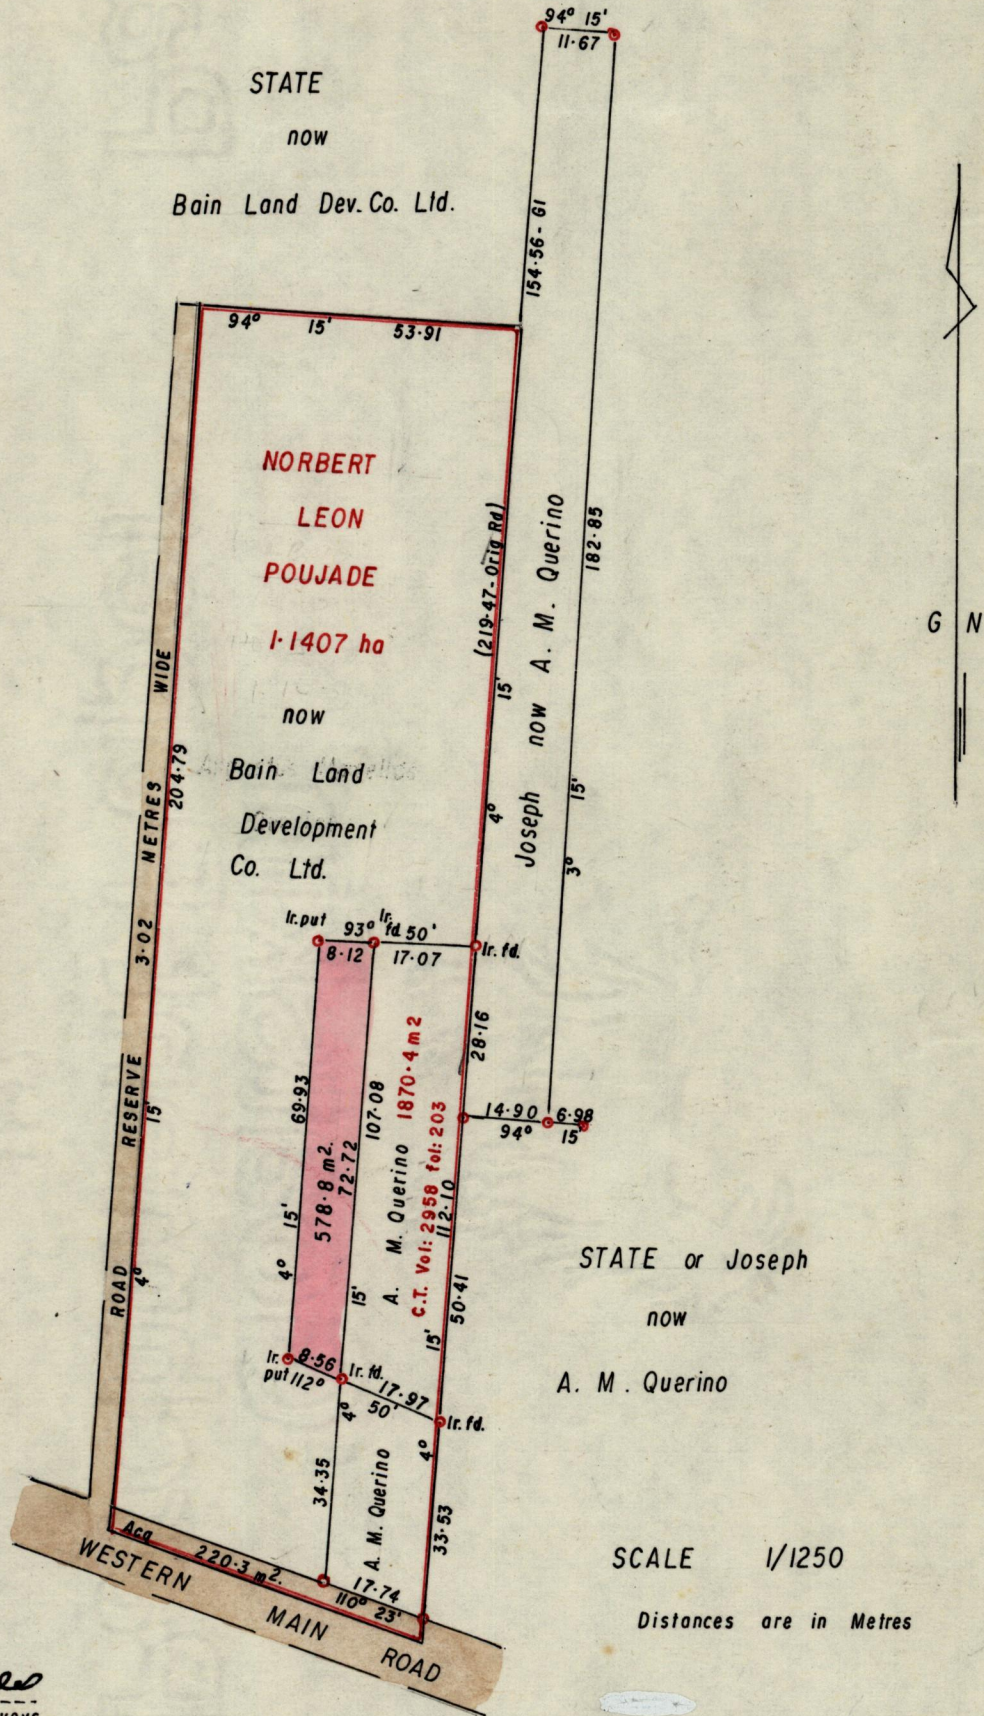 94° 15'
11·67
STATE
now
Bain Land Dev. Co. Ltd.
154·56 - G1
94° 15' 53·91
NORBERT
LEON
POUJADE
1·1407 ha
now
Bain Land
Development
Co. Ltd.
(219·47 - Orig Rd)
15'
4°
Joseph now A. M. Querino
182·85
15'
3°
G N
ROAD RESERVE 3·02 NETRES WIDE
204·79
15'
4°
Ir. put
93° 50'
Ir. fd.
8·12
17·07
Ir. fd.
28·16
69·93
15'
4°
578·8 m2.
72·72
107·08
15'
4°
A. M. Querino
1870·4 m2
C.T. Vol: 2958 fol: 203
112·10
50·41
15'
4°
14·90
6·98
94° 15'
STATE or Joseph
now
A. M. Querino
Ir. put
8·56
112° 50'
Ir. fd.
17·97
Ir. fd.
34·35
A. M. Querino
33·53
Acq
220·3 m2.
17·74
110° 23'
WESTERN MAIN ROAD
SCALE 1/1250
Distances are in Metres